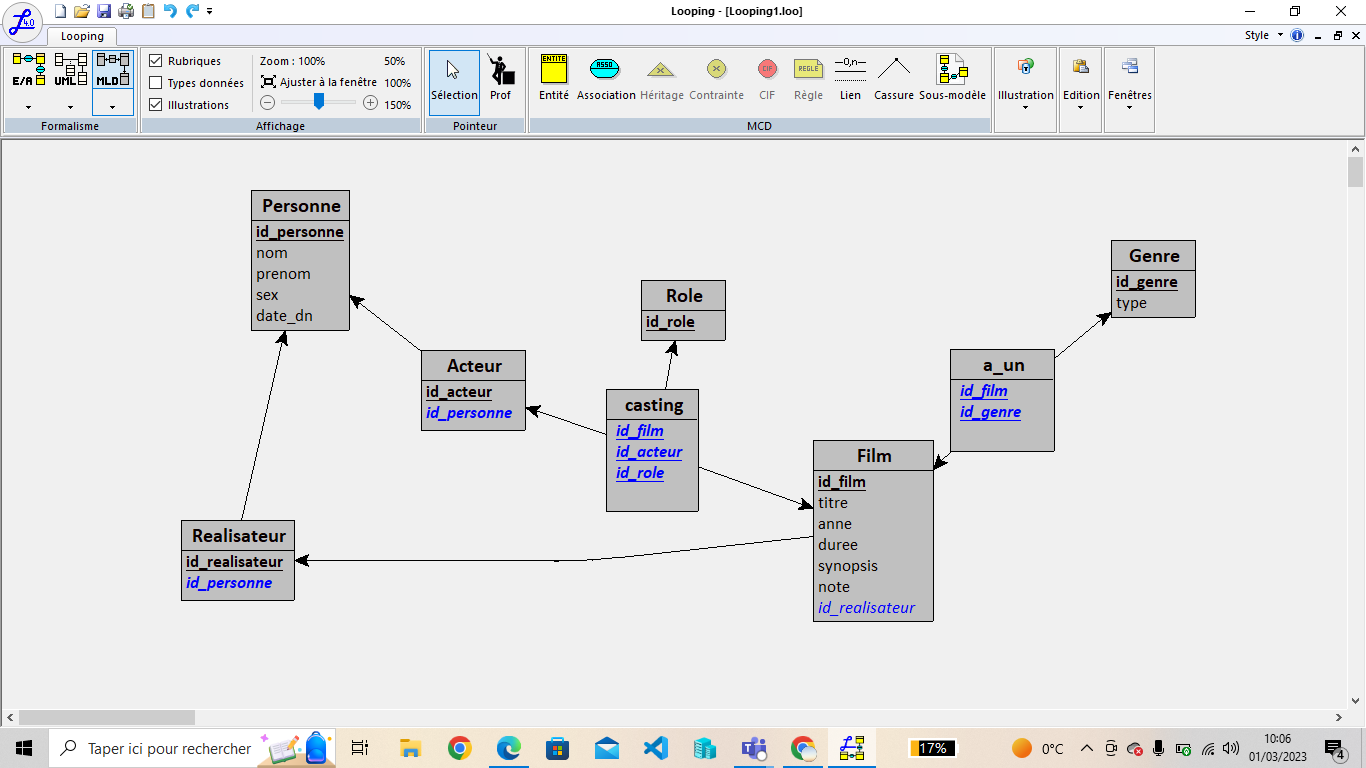 Looping - [Looping1.loo]
4.0
Looping
Style
Rubriques
Types données
Illustrations
Zoom : 100%
50%
Ajuster à la fenêtre
100%
150%
E/A
UML
MLD
Sélection
Prof
ENTITE
Entité
ASSO
Association
Héritage
Contrainte
CIF
CIF
REGLE
Règle
—0,n—
Lien
Cassure
Sous-modèle
Illustration
Edition
Fenêtres
Formalisme
Affichage
Pointeur
MCD
Personne
id_personne
nom
prenom
sex
date_dn
Role
id_role
Genre
id_genre
type
Acteur
id_acteur
id_personne
casting
id_film
id_acteur
id_role
a_un
id_film
id_genre
Film
id_film
titre
anne
duree
synopsis
note
id_realisateur
Realisateur
id_realisateur
id_personne
Taper ici pour rechercher
17%
0°C
10:06
01/03/2023
4